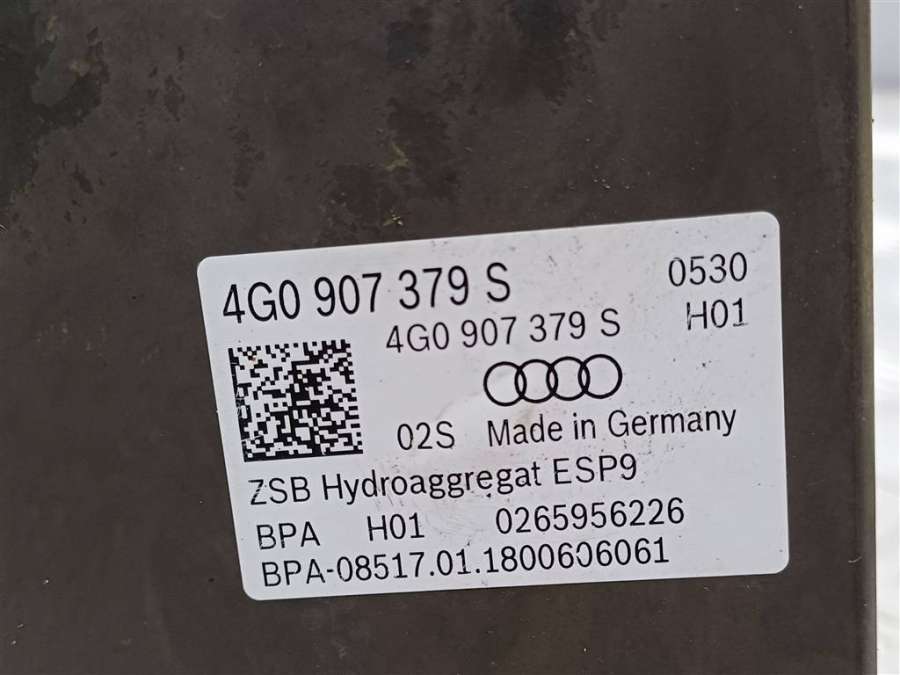 4G0 907 379 S 0530
4G0 907 379 S H01
02S Made in Germany
ZSB Hydroaggregat ESP9
BPA H01 0265956226
BPA-08517.01.1800606061